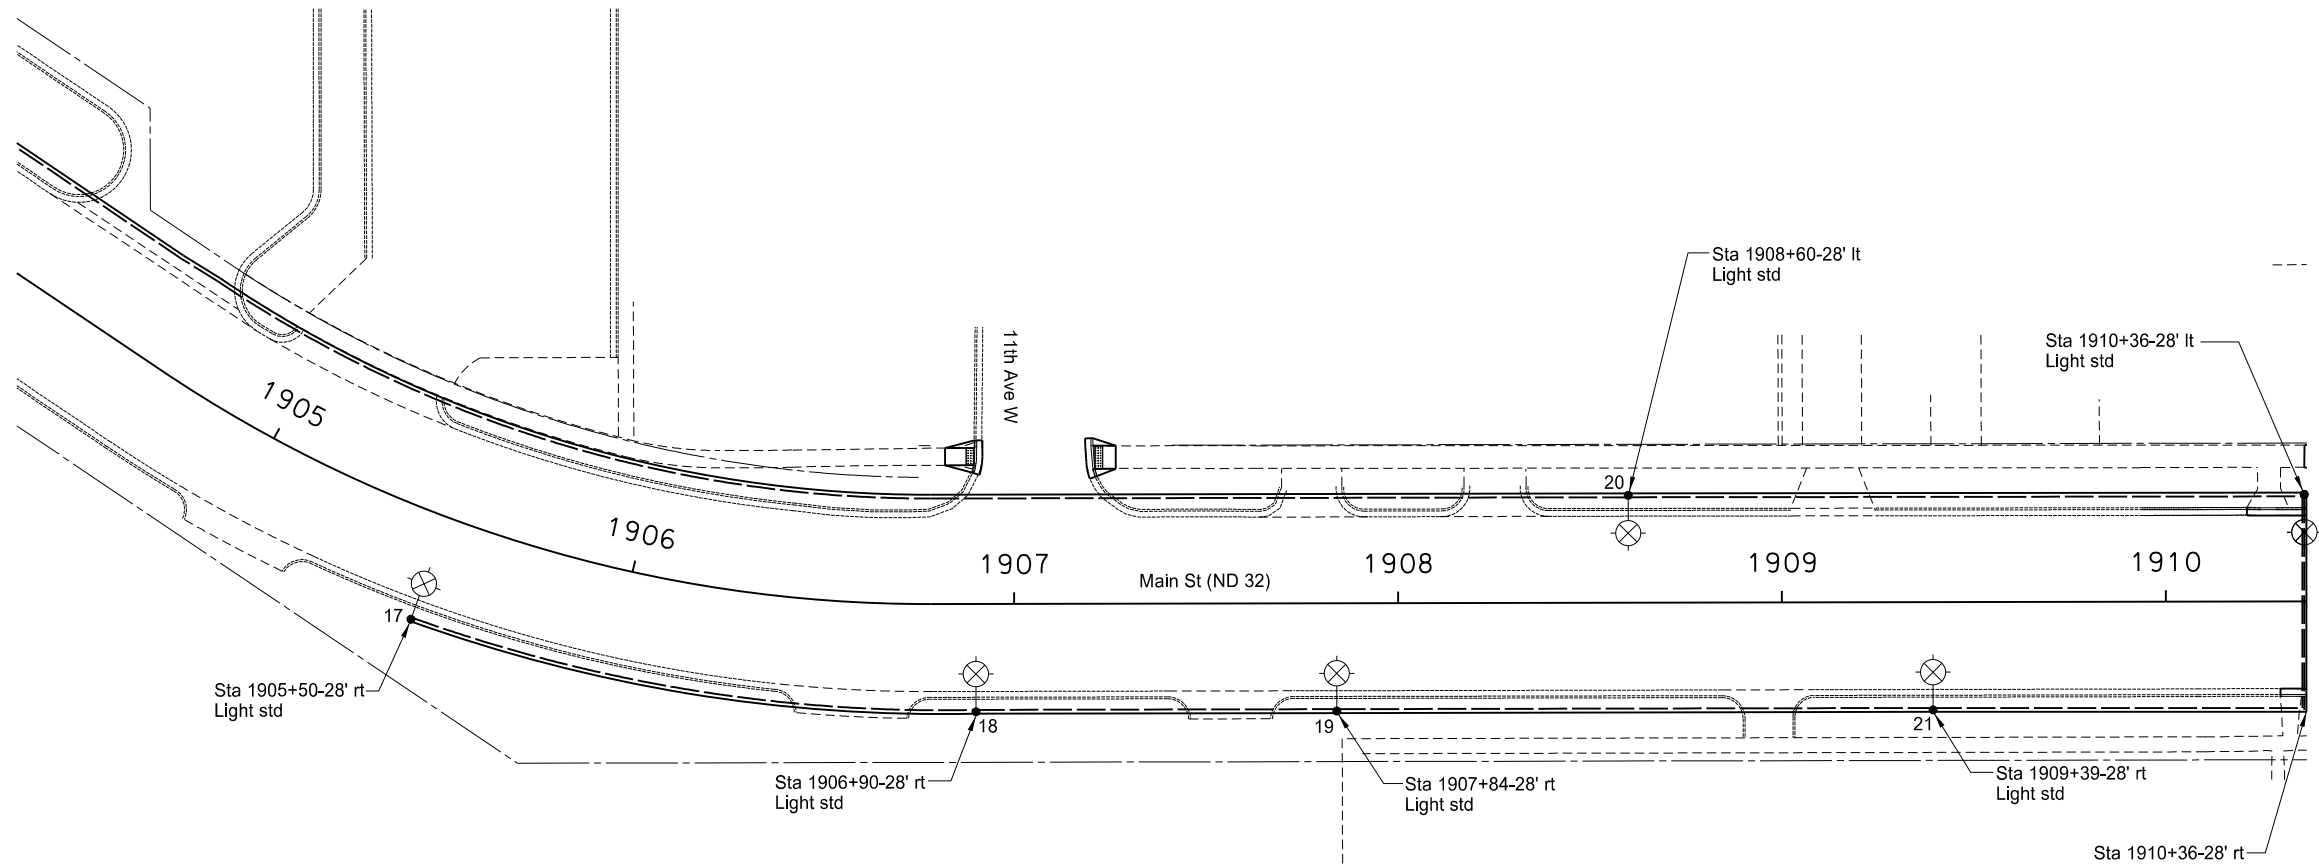 Sta 1908+60-28' lt
Light std
Sta 1910+36-28' lt
Light std
11th Ave W
1905
20
1906
1907
1908
1909
1910
Main St (ND 32)
17
Sta 1905+50-28' rt
Light std
18
19
21
Sta 1906+90-28' rt
Light std
Sta 1907+84-28' rt
Light std
Sta 1909+39-28' rt
Light std
Sta 1910+36-28' rt